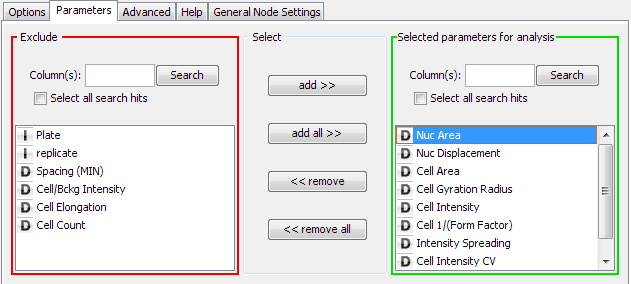 Options Parameters Advanced Help General Node Settings
Exclude
Column(s): Search
Select all search hits
I Plate
I replicate
D Spacing (MIN)
D Cell/Bckg Intensity
D Cell Elongation
D Cell Count
Select
add >>
add all >>
<< remove
<< remove all
Selected parameters for analysis
Column(s): Search
Select all search hits
D Nuc Area
D Nuc Displacement
D Cell Area
D Cell Gyration Radius
D Cell Intensity
D Cell 1/(Form Factor)
D Intensity Spreading
D Cell Intensity CV